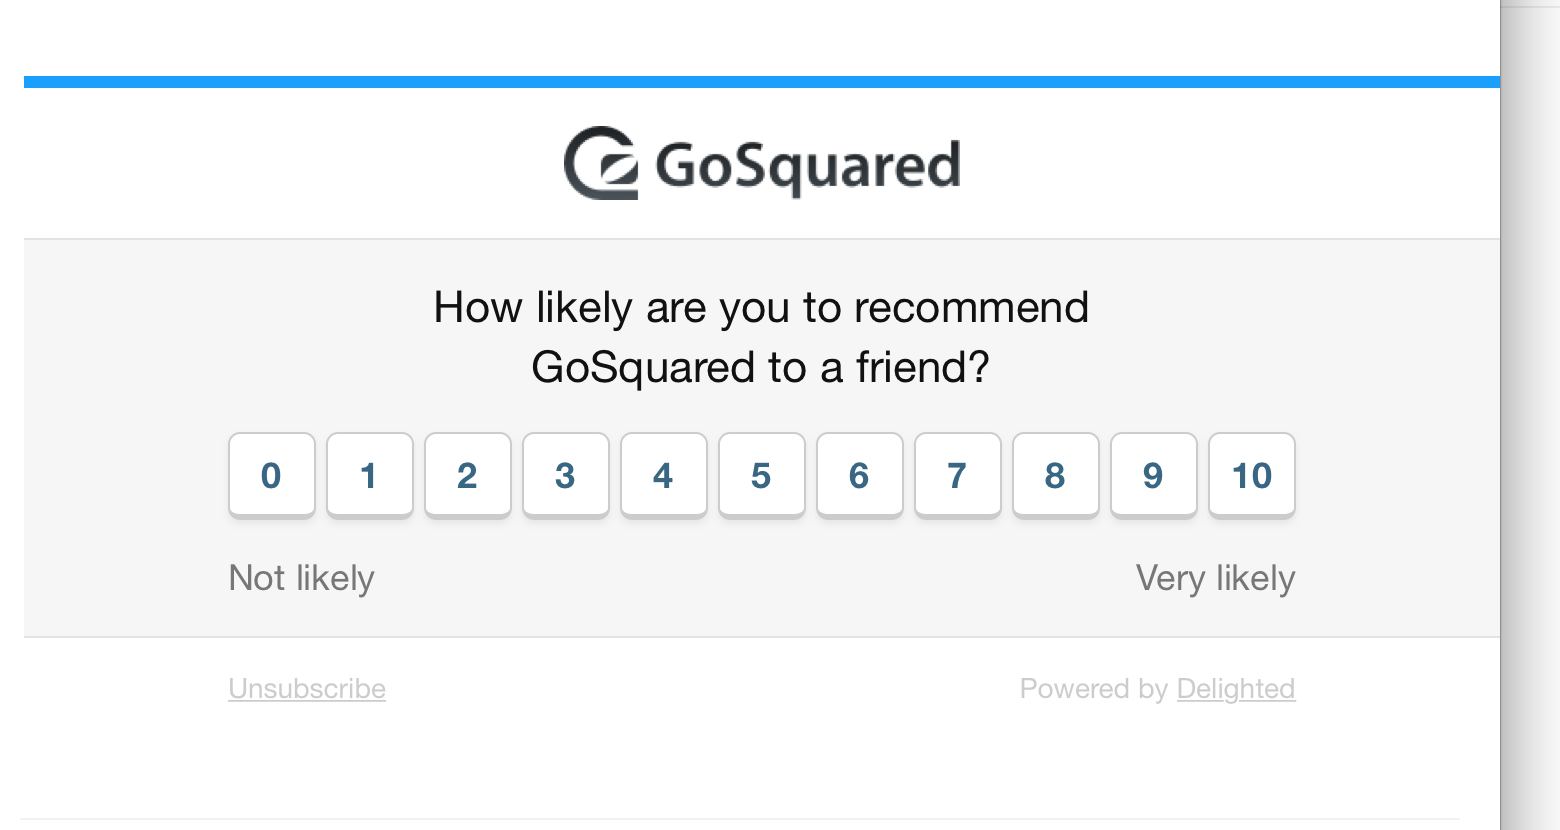 GoSquared
How likely are you to recommend
GoSquared to a friend?
0 1 2 3 4 5 6 7 8 9 10
Not likely Very likely
Unsubscribe Powered by Delighted